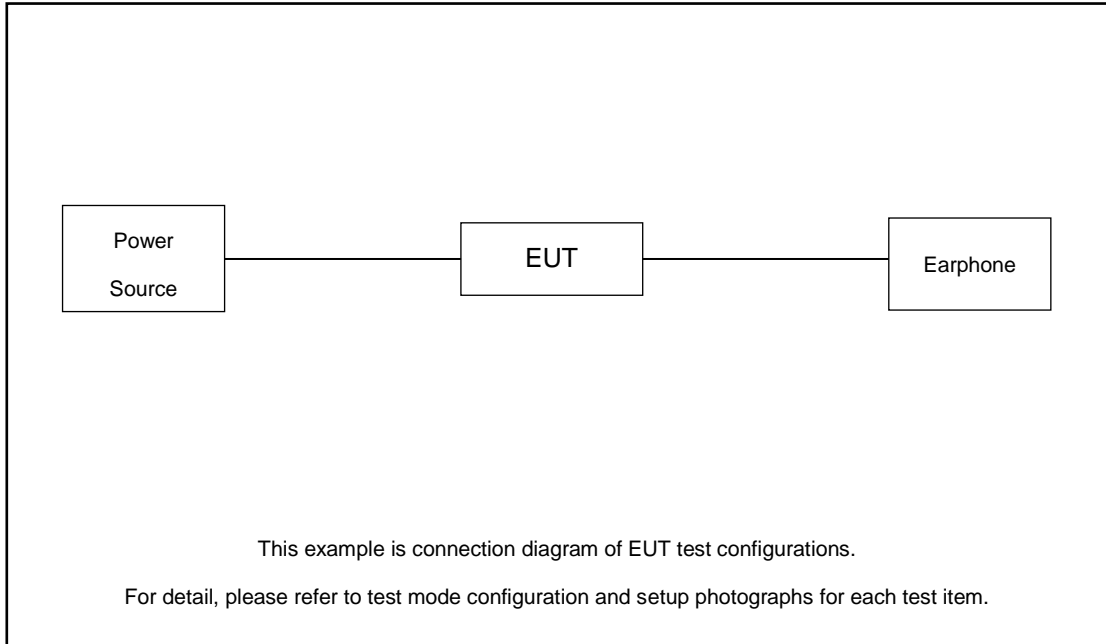 Power
Source
EUT
Earphone
This example is connection diagram of EUT test configurations.
For detail, please refer to test mode configuration and setup photographs for each test item.